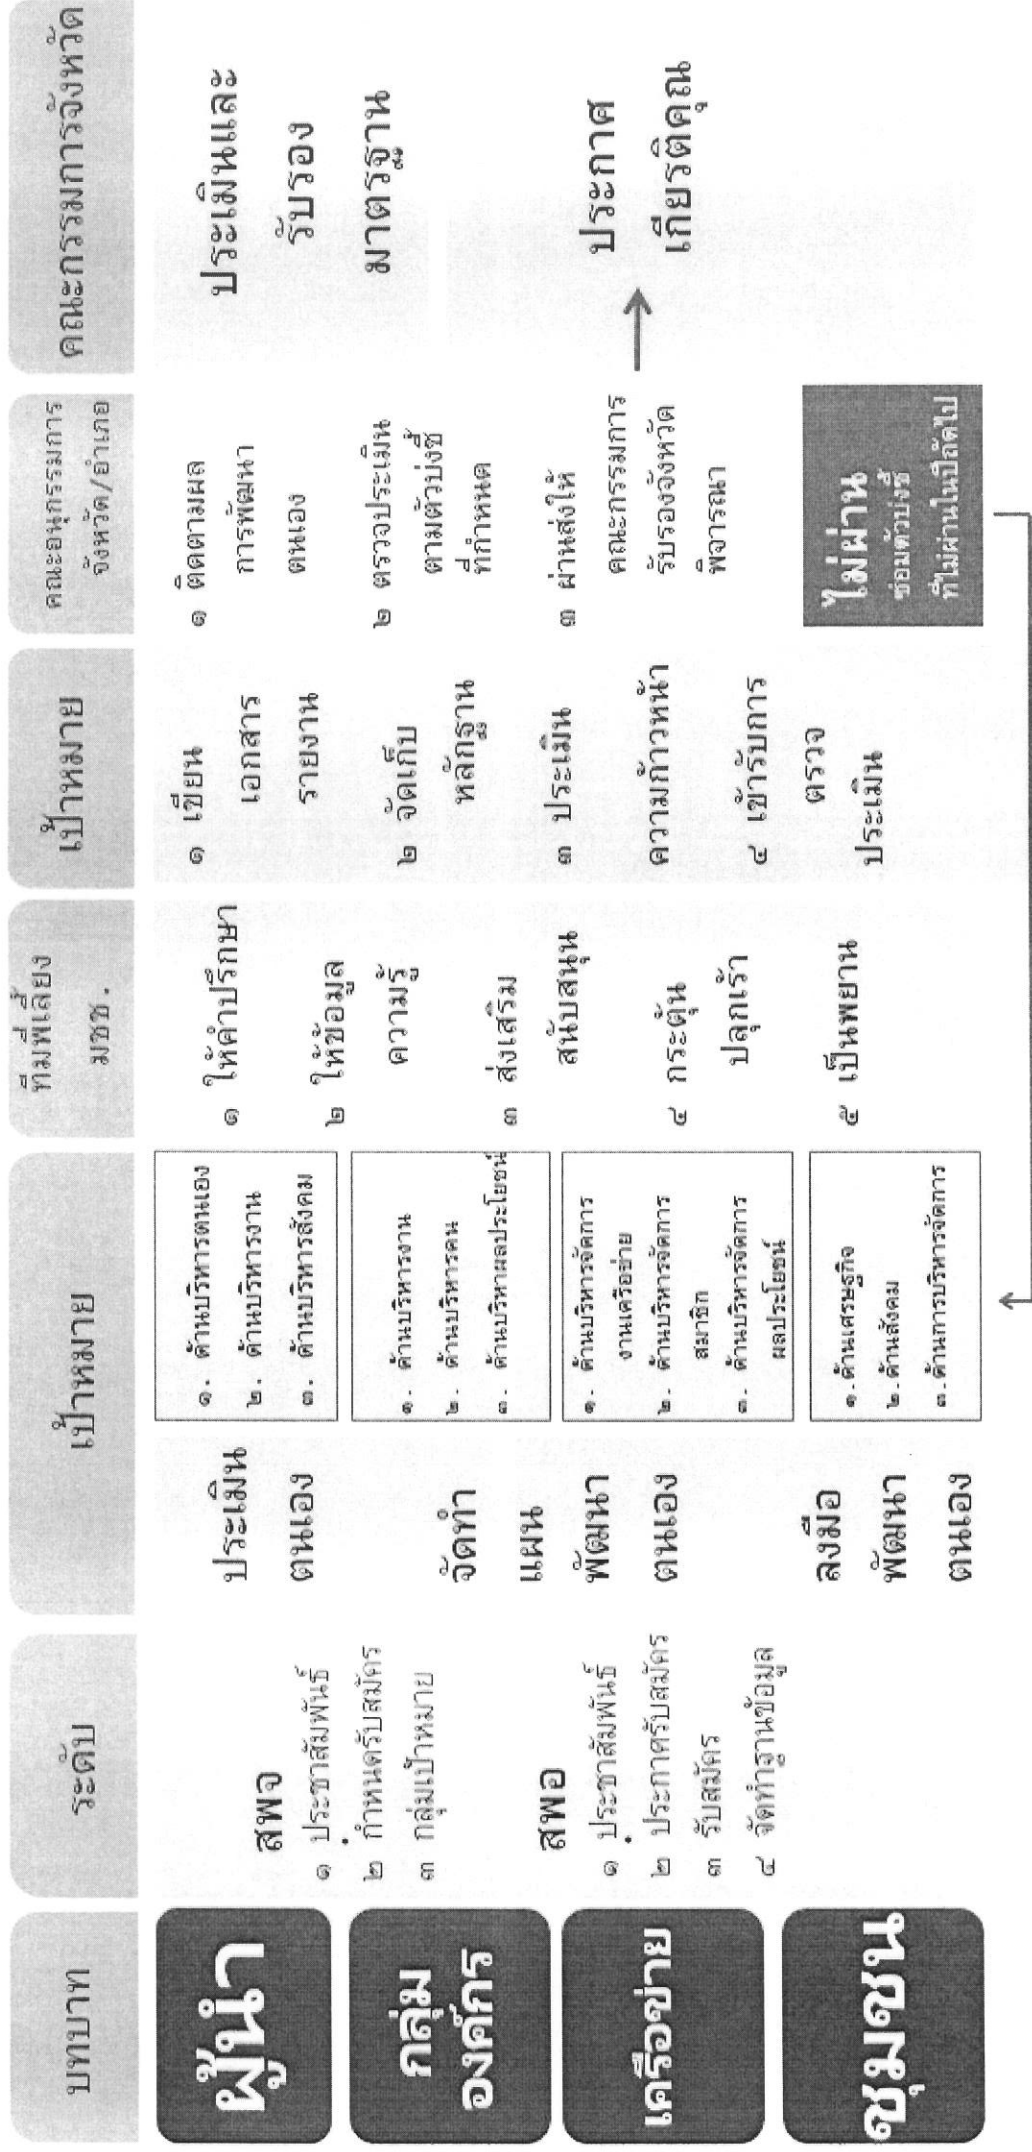 บทบาท
ผู้นำ
กลุ่ม
องค์กร
เครือข่าย
ชุมชน
ระดับ
สพจ
๑ ประชาสัมพันธ์
๒ กำหนดรับสมัคร
๓ กลุ่มเป้าหมาย
สพอ
๑ ประชาสัมพันธ์
๒ ประกาศรับสมัคร
๓ รับสมัคร
๔ จัดทำฐานข้อมูล
เป้าหมาย
ประเมิน
ตนเอง
จัดทำ
แผน
พัฒนา
ตนเอง
ลงมือ
พัฒนา
ตนเอง
๑. ด้านบริหารตนเอง
๒. ด้านบริหารงาน
๓. ด้านบริหารสังคม
๑. ด้านบริหารงาน
๒. ด้านบริหารคน
๓. ด้านบริหาผลประโยชน์
๑. ด้านบริหารจัดการ
งานเครือข่าย
๒. ด้านบริหารจัดการ
สมาชิก
๓. ด้านบริหารจัดการ
ผลประโยชน์
๑.ด้านเศรษฐกิจ
๒.ด้านสังคม
๓.ด้านการบริหารจัดการ
ทีมพี่เลี้ยง
มชช.
๑ ให้คำปรึกษา
๒ ให้ข้อมูล
ความรู้
๓ ส่งเสริม
สนับสนุน
๔ กระตุ้น
ปลุกเร้า
๕ เป็นพยาน
เป้าหมาย
๑ เขียน
เอกสาร
รายงาน
๒ จัดเก็บ
หลักฐาน
๓ ประเมิน
ความก้าวหน้า
๔ เข้ารับการ
ตรวจ
ประเมิน
คณะอนุกรรมการ
จังหวัด/อำเภอ
๑ ติดตามผล
การพัฒนา
ตนเอง
๒ ตรวจประเมิน
ตามตัวบ่งชี้
ที่กำหนด
๓ ผ่านส่งให้
คณะกรรมการ
รับรองจังหวัด
พิจารณา
ไม่ผ่าน
ซ่อมตัวบ่งชี้
ที่ไม่ผ่านในปีถัดไป
คณะกรรมการจังหวัด
ประเมินและ
รับรอง
มาตรฐาน
ประกาศ
เกียรติคุณ